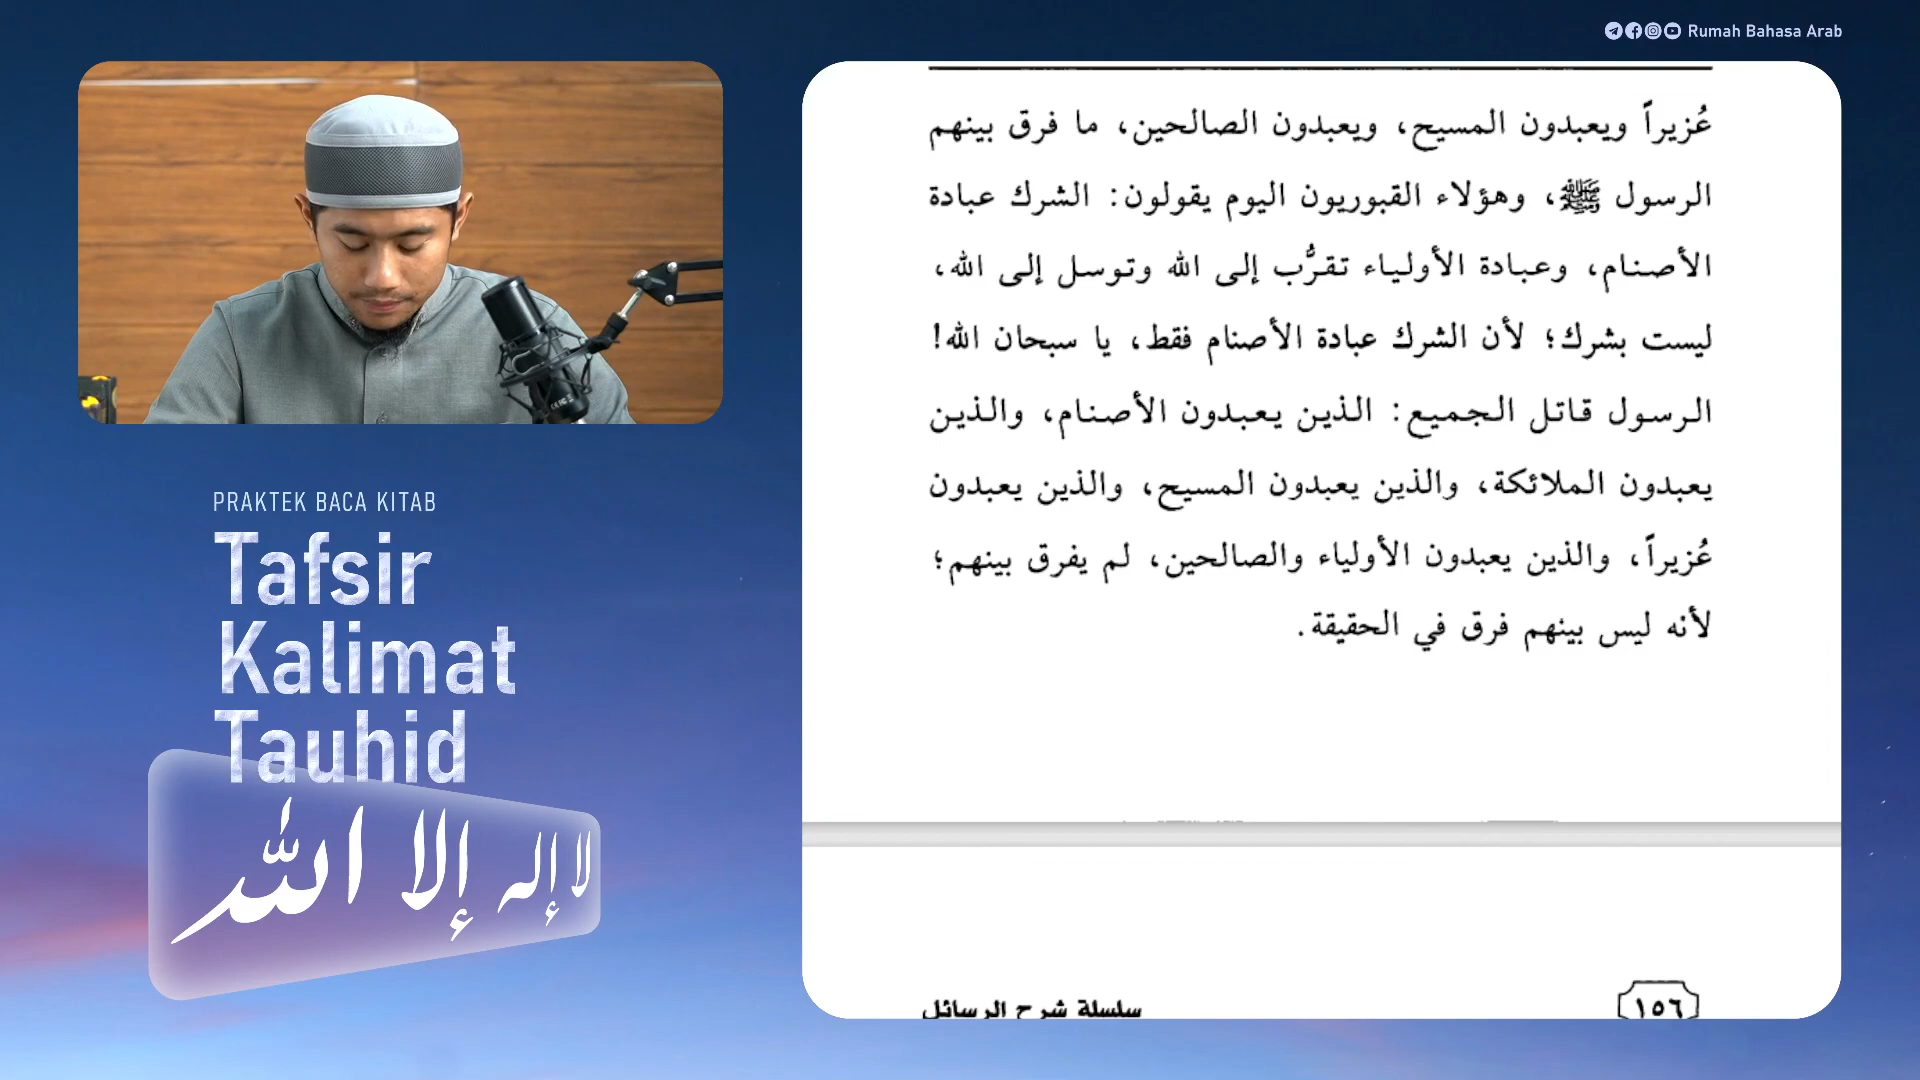 Rumah Bahasa Arab
PRAKTEK BACA KITAB
Tafsir
Kalimat
Tauhid
لا إله إلا الله
عُزيراً ويعبدون المسيح، ويعبدون الصالحين، ما فرق بينهم
الرسول ﷺ، وهؤلاء القبوريون اليوم يقولون: الشرك عبادة
الأصنام، وعبادة الأولياء تقرُّب إلى الله وتوسل إلى الله،
ليست بشرك؛ لأن الشرك عبادة الأصنام فقط، يا سبحان الله!
الرسول قاتل الجميع: الذين يعبدون الأصنام، والذين
يعبدون الملائكة، والذين يعبدون المسيح، والذين يعبدون
عُزيراً، والذين يعبدون الأولياء والصالحين، لم يفرق بينهم؛
لأنه ليس بينهم فرق في الحقيقة.
١٥٦
سلسلة شرح الرسائل